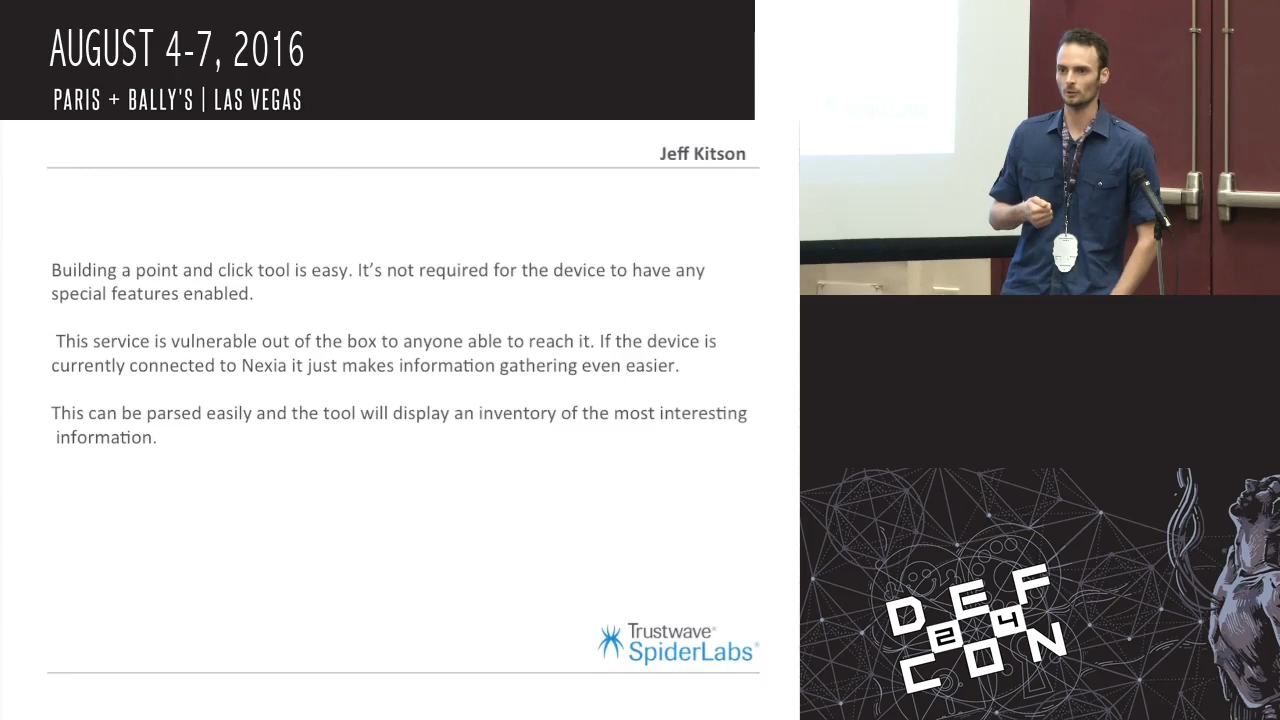 AUGUST 4-7, 2016
PARIS + BALLY'S | LAS VEGAS
Jeff Kitson
Building a point and click tool is easy. It's not required for the device to have any
special features enabled.
This service is vulnerable out of the box to anyone able to reach it. If the device is
currently connected to Nexia it just makes information gathering even easier.
This can be parsed easily and the tool will display an inventory of the most interesting
information.
Trustwave®
SpiderLabs®
DEF
24
CON